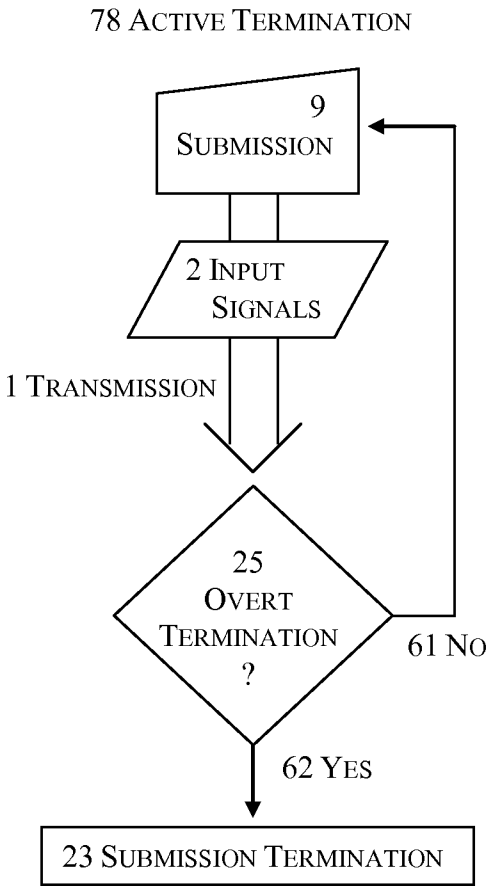 78 ACTIVE TERMINATION
9
SUBMISSION
2 INPUT
SIGNALS
1 TRANSMISSION
25
OVERT
TERMINATION
?
61 NO
62 YES
23 SUBMISSION TERMINATION